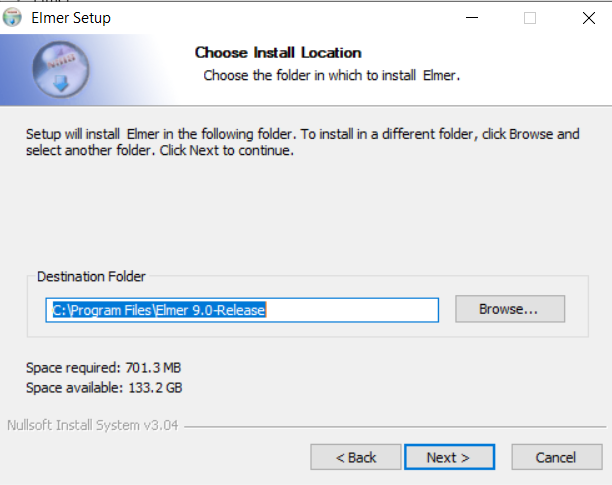 Elmer Setup
Choose Install Location
Choose the folder in which to install Elmer.
Setup will install Elmer in the following folder. To install in a different folder, click Browse and
select another folder. Click Next to continue.
Destination Folder
C:\Program Files\Elmer 9.0-Release
Browse...
Space required: 701.3 MB
Space available: 133.2 GB
Nullsoft Install System v3.04
< Back
Next >
Cancel